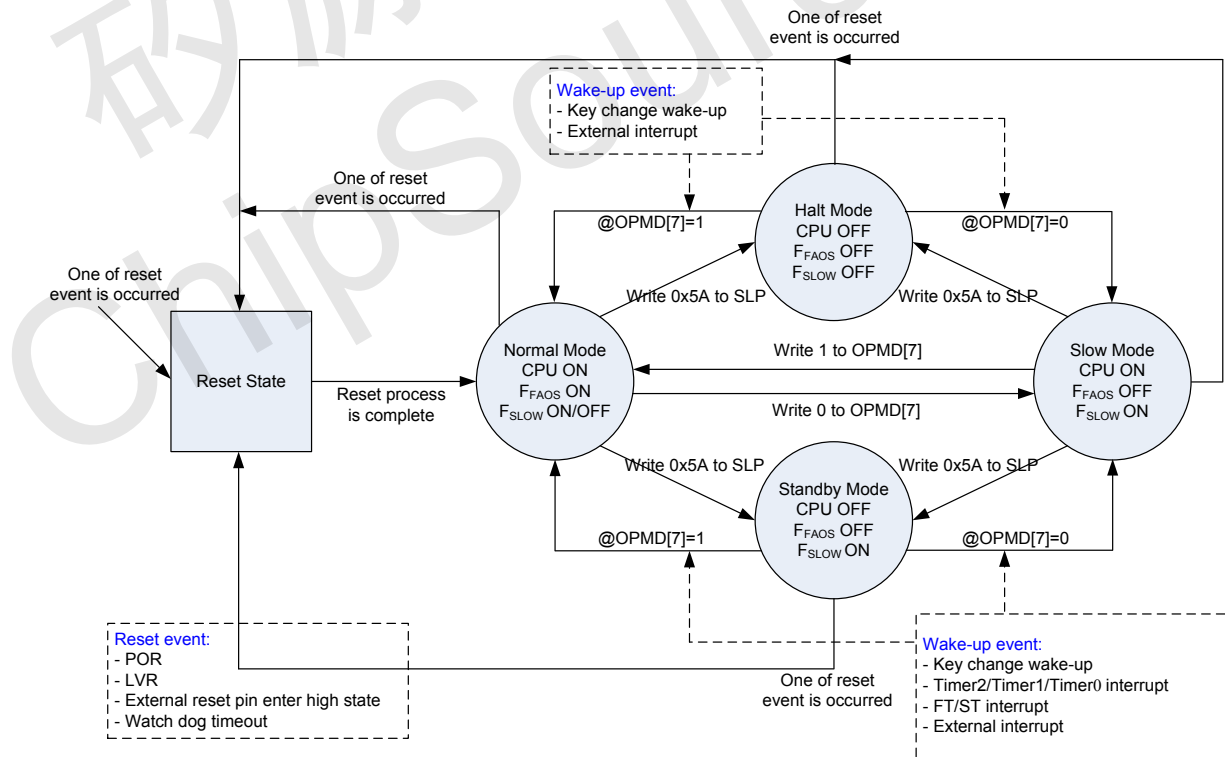 One of reset
event is occurred
Wake-up event:
- Key change wake-up
- External interrupt
One of reset
event is occurred
@OPMD[7]=1
Halt Mode
CPU OFF
FFAOS OFF
FSLOW OFF
@OPMD[7]=0
One of reset
event is occurred
Write 0x5A to SLP
Write 0x5A to SLP
Reset State
Reset process
is complete
Normal Mode
CPU ON
FFAOS ON
FSLOW ON/OFF
Write 1 to OPMD[7]
Write 0 to OPMD[7]
Slow Mode
CPU ON
FFAOS OFF
FSLOW ON
Write 0x5A to SLP
Write 0x5A to SLP
Standby Mode
CPU OFF
FFAOS OFF
FSLOW ON
@OPMD[7]=1
@OPMD[7]=0
Reset event:
- POR
- LVR
- External reset pin enter high state
- Watch dog timeout
One of reset
event is occurred
Wake-up event:
- Key change wake-up
- Timer2/Timer1/Timer0 interrupt
- FT/ST interrupt
- External interrupt